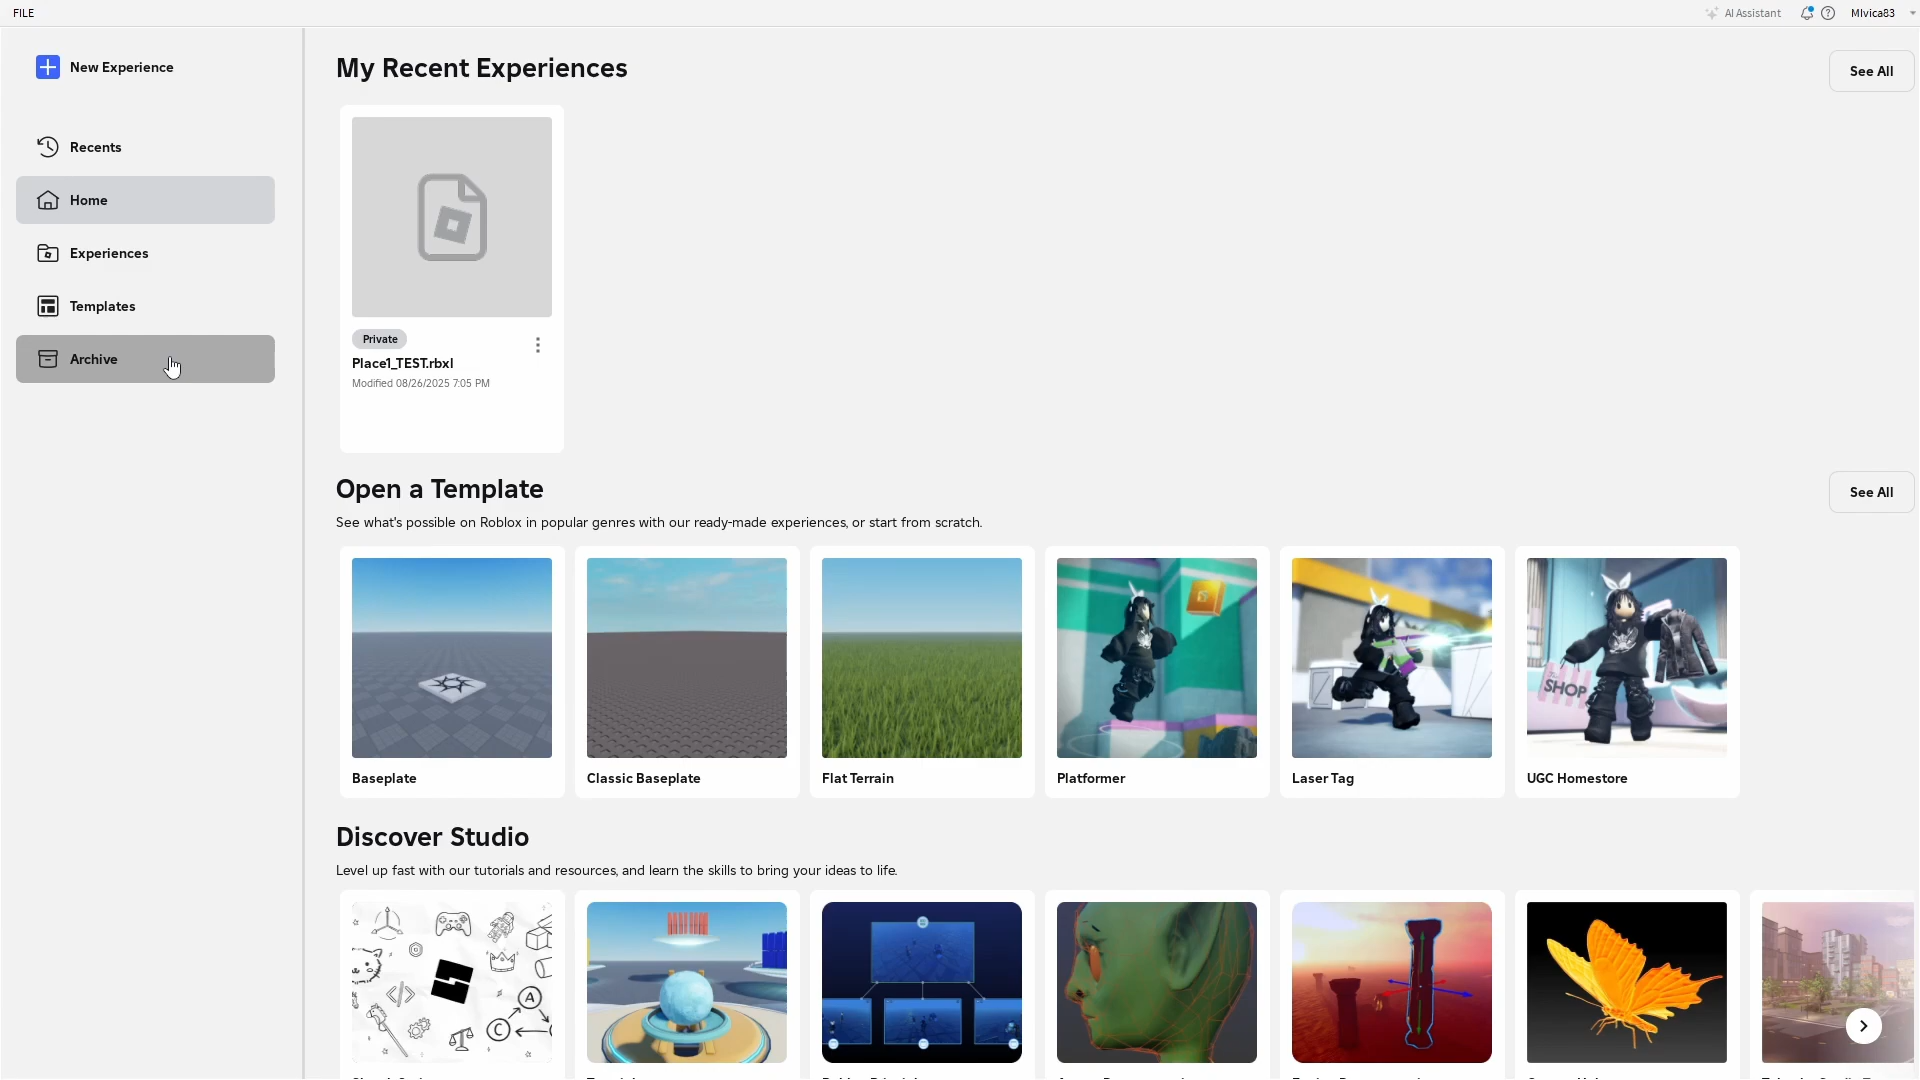 FILE
AI Assistant
MIvica83
New Experience
Recents
Home
Experiences
Templates
Archive
My Recent Experiences
See All
Private
Place1_TEST.rbxl
Modified 08/26/2025 7:05 PM
Open a Template
See All
See what's possible on Roblox in popular genres with our ready-made experiences, or start from scratch.
SHOP
Baseplate
Classic Baseplate
Flat Terrain
Platformer
Laser Tag
UGC Homestore
Discover Studio
Level up fast with our tutorials and resources, and learn the skills to bring your ideas to life.
A
C